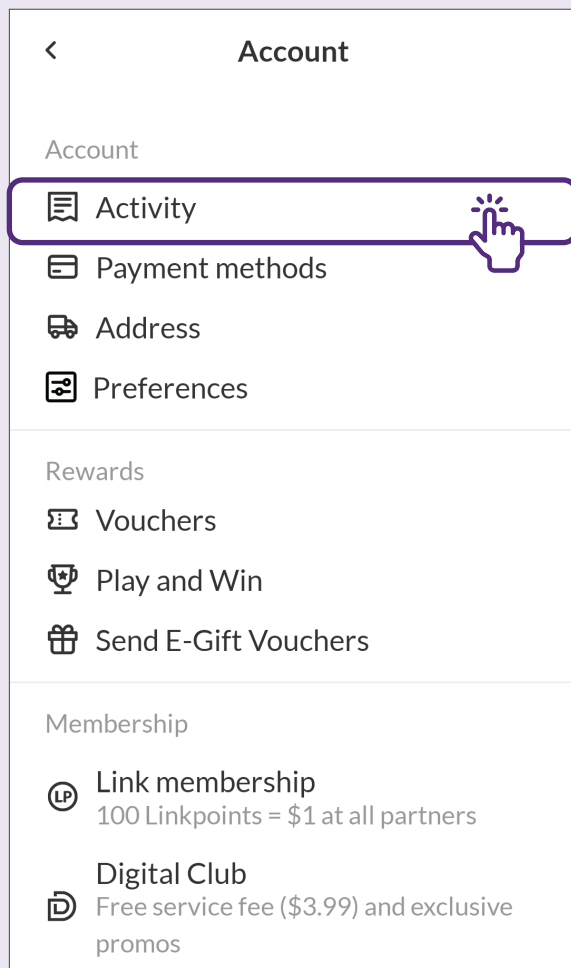 Account
Account
Activity
Payment methods
Address
Preferences
Rewards
Vouchers
Play and Win
Send E-Gift Vouchers
Membership
Link membership
LP
100 Linkpoints = $1 at all partners
Digital Club
Free service fee ($3.99) and exclusive
promos